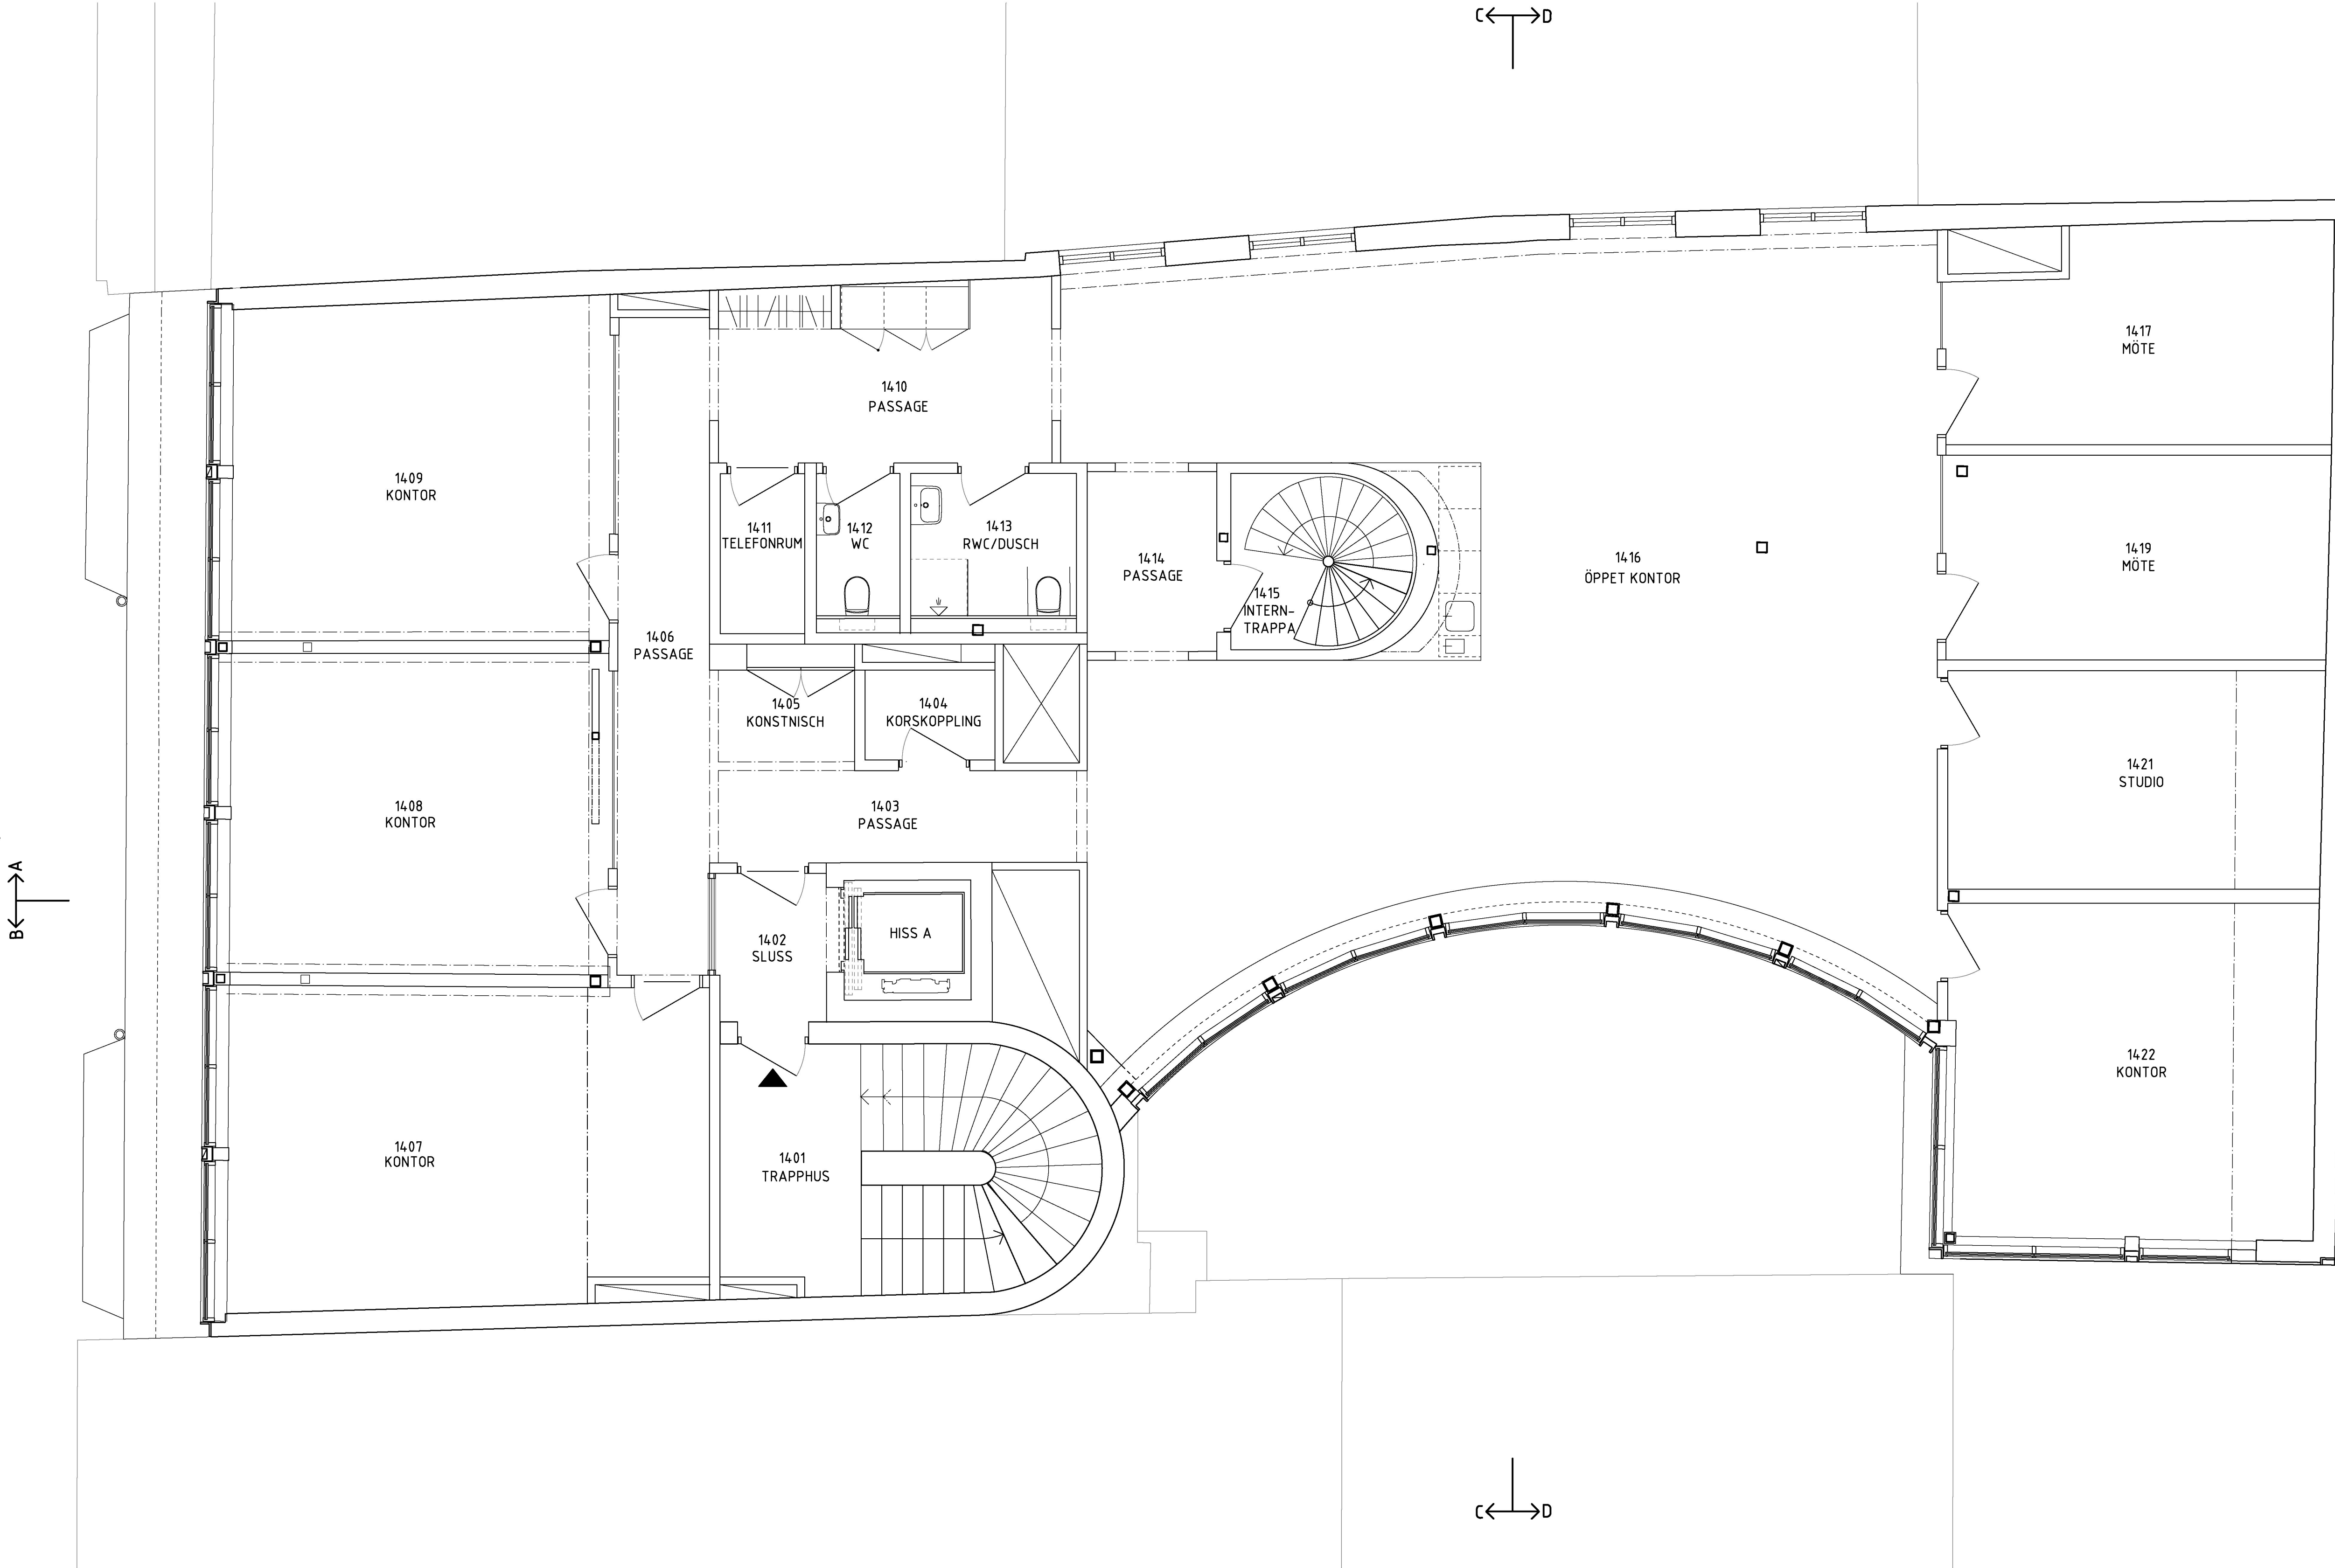 C D
1417
MÖTE
1410
PASSAGE
1409
KONTOR
1411
TELEFONRUM
1412
WC
1413
RWC/DUSCH
1414
PASSAGE
1415
INTERN-
TRAPPA
1416
ÖPPET KONTOR
1419
MÖTE
1406
PASSAGE
1405
KONSTNISCH
1404
KORSKOPPLING
1421
STUDIO
1408
KONTOR
1403
PASSAGE
A
B
1402
SLUSS
HISS A
1422
KONTOR
1407
KONTOR
1401
TRAPPHUS
C D